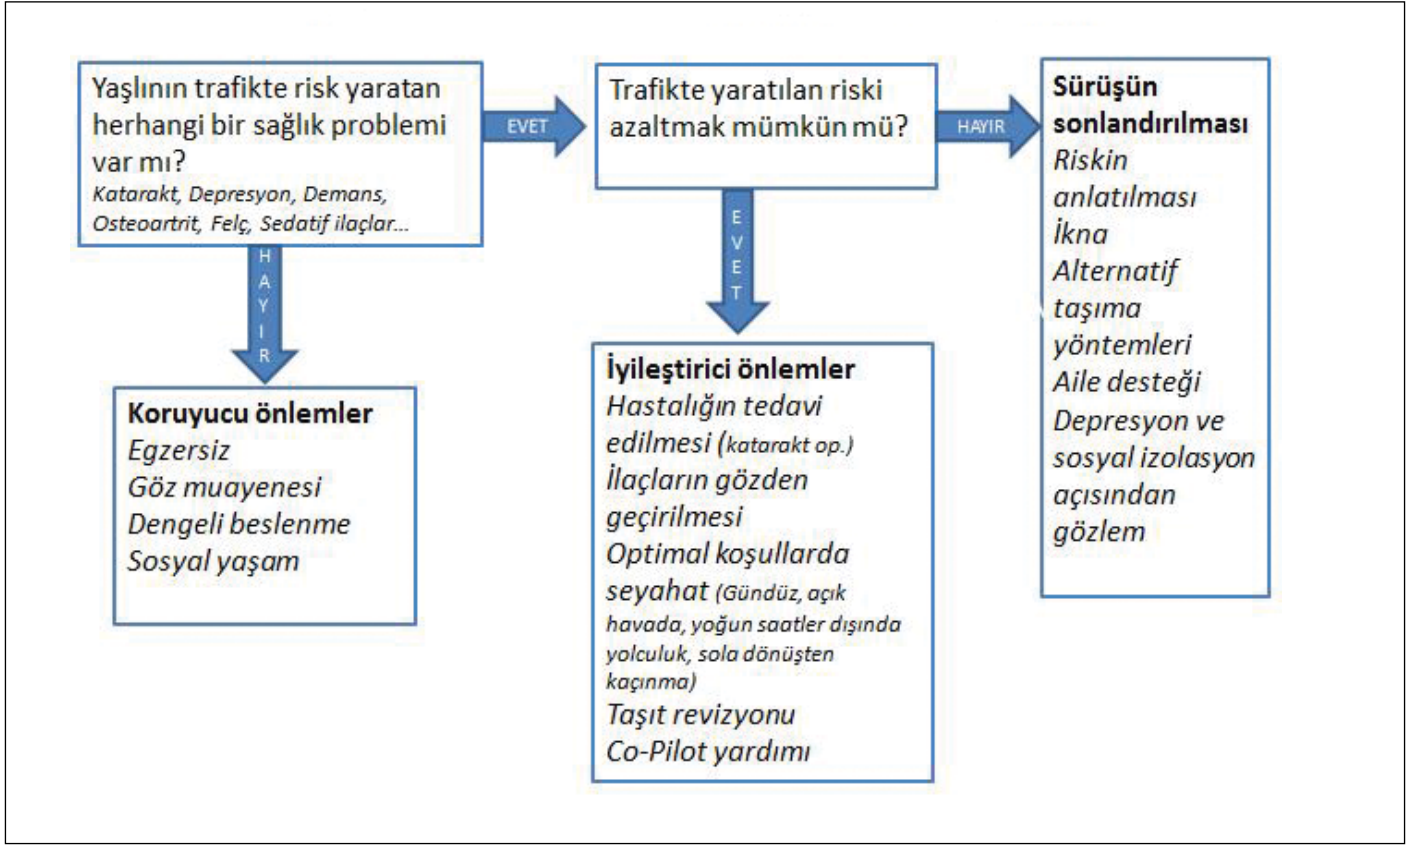 Yaşlının trafikte risk yaratan
herhangi bir sağlık problemi
var mı?
Katarakt, Depresyon, Demans,
Osteoartrit, Felç, Sedatif ilaçlar...
EVET
Trafikte yaratılan riski
azaltmak mümkün mü?
HAYIR
Sürüşün
sonlandırılması
Riskin
anlatılması
İkna
Alternatif
taşıma
yöntemleri
Aile desteği
Depresyon ve
sosyal izolasyon
açısından
gözlem
HAYIR
Koruyucu önlemler
Egzersiz
Göz muayenesi
Dengeli beslenme
Sosyal yaşam
EVET
İyileştirici önlemler
Hastalığın tedavi
edilmesi (katarakt op.)
İlaçların gözden
geçirilmesi
Optimal koşullarda
seyahat (Gündüz, açık
havada, yoğun saatler dışında
yolculuk, sola dönüşten
kaçınma)
Taşıt revizyonu
Co-Pilot yardımı